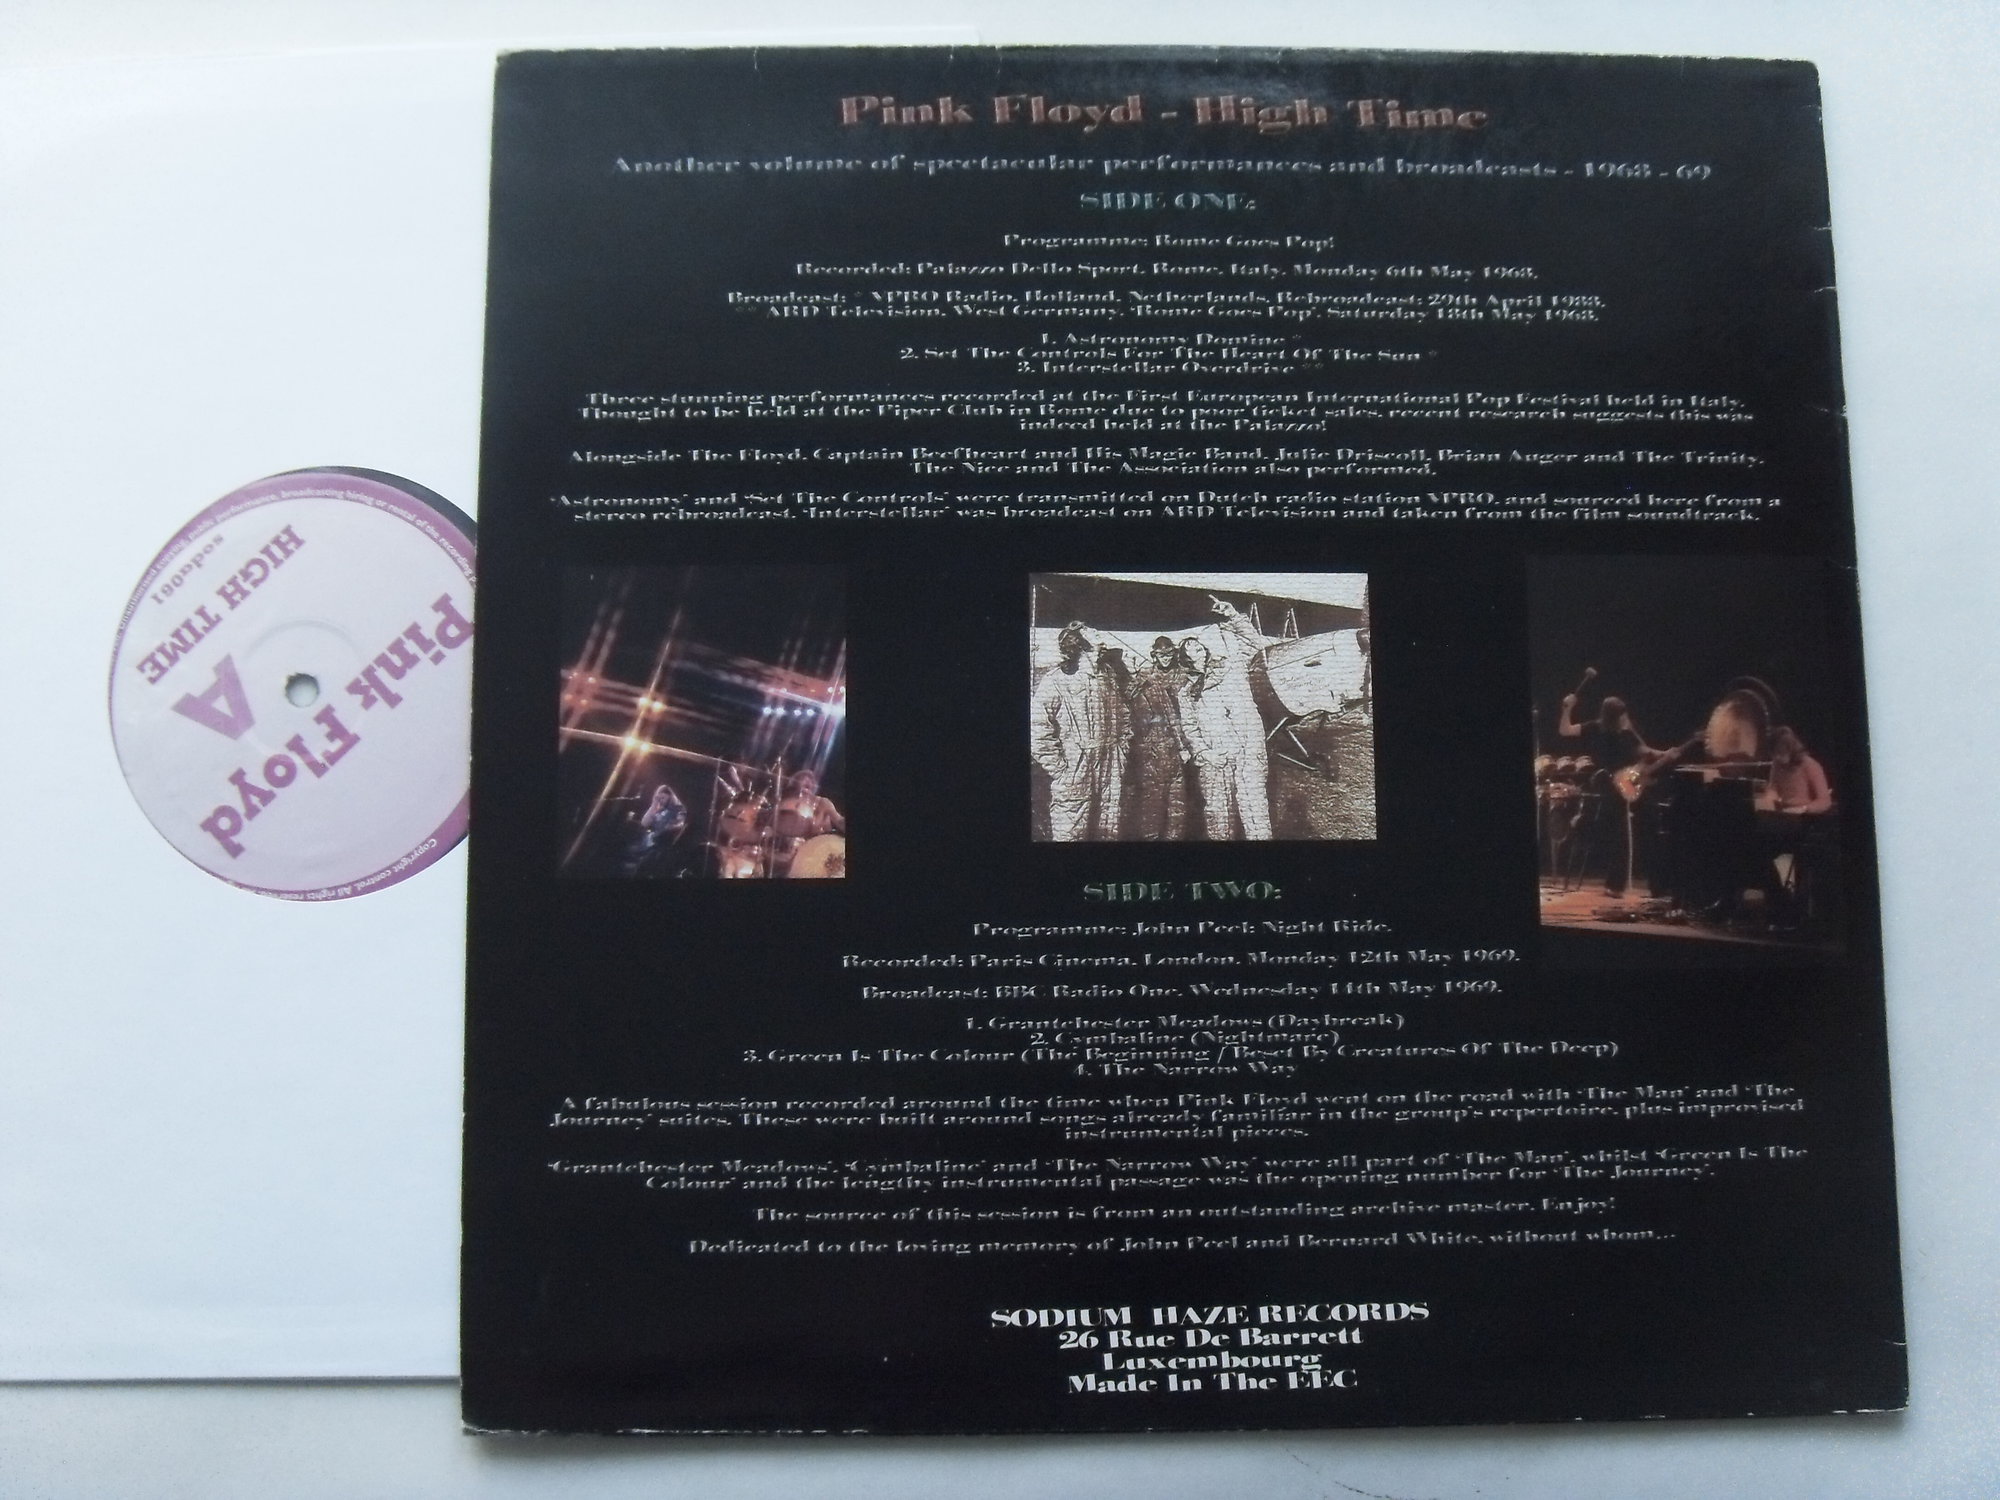 Pink Floyd - High Time
Another volume of spectacular performances and broadcasts - 1968 - 69
SIDE ONE:
Programme: Rome Goes Pop!
Recorded: Palazzo Dello Sport, Rome, Italy, Monday 6th May 1968.
Broadcast: * VPRO Radio, Holland, Netherlands, Rebroadcast: 29th April 1988.
** ARD Television, West Germany, 'Rome Goes Pop', Saturday 18th May 1968.
1. Astronomy Domine *
2. Set The Controls For The Heart Of The Sun *
3. Interstellar Overdrive **
Three stunning performances recorded at the First European International Pop Festival held in Italy.
Thought to be held at the Piper Club in Rome due to poor ticket sales, recent research suggests this was
indeed held at the Palazzo!
Alongside The Floyd, Captain Beefheart and His Magic Band, Julie Driscoll, Brian Auger and The Trinity,
The Nice and The Association also performed.
'Astronomy' and 'Set The Controls' were transmitted on Dutch radio station VPRO, and sourced here from a
stereo rebroadcast. 'Interstellar' was broadcast on ARD Television and taken from the film soundtrack.
SIDE TWO:
Programme: John Peel: Night Ride.
Recorded: Paris Cinema, London, Monday 12th May 1969.
Broadcast: BBC Radio One, Wednesday 14th May 1969.
1. Grantchester Meadows (Daybreak)
2. Cymbaline (Nightmare)
3. Green Is The Colour (The Beginning / Beset By Creatures Of The Deep)
4. The Narrow Way
A fabulous session recorded around the time when Pink Floyd went on the road with 'The Man' and 'The
Journey' suites. These were built around songs already familiar in the group's repertoire, plus improvised
instrumental pieces.
'Grantchester Meadows', 'Cymbaline' and 'The Narrow Way' were all part of 'The Man', whilst 'Green Is The
Colour' and the lengthy instrumental passage was the opening number for 'The Journey'.
The source of this session is from an outstanding archive master. Enjoy!
Dedicated to the loving memory of John Peel and Bernard White, without whom...
SODIUM HAZE RECORDS
26 Rue De Barrett
Luxembourg
Made In The EEC
Pink Floyd
A
HIGH TIME
soda061
public performance, broadcasting hiring or rental of the recording
Copyright control. All rights